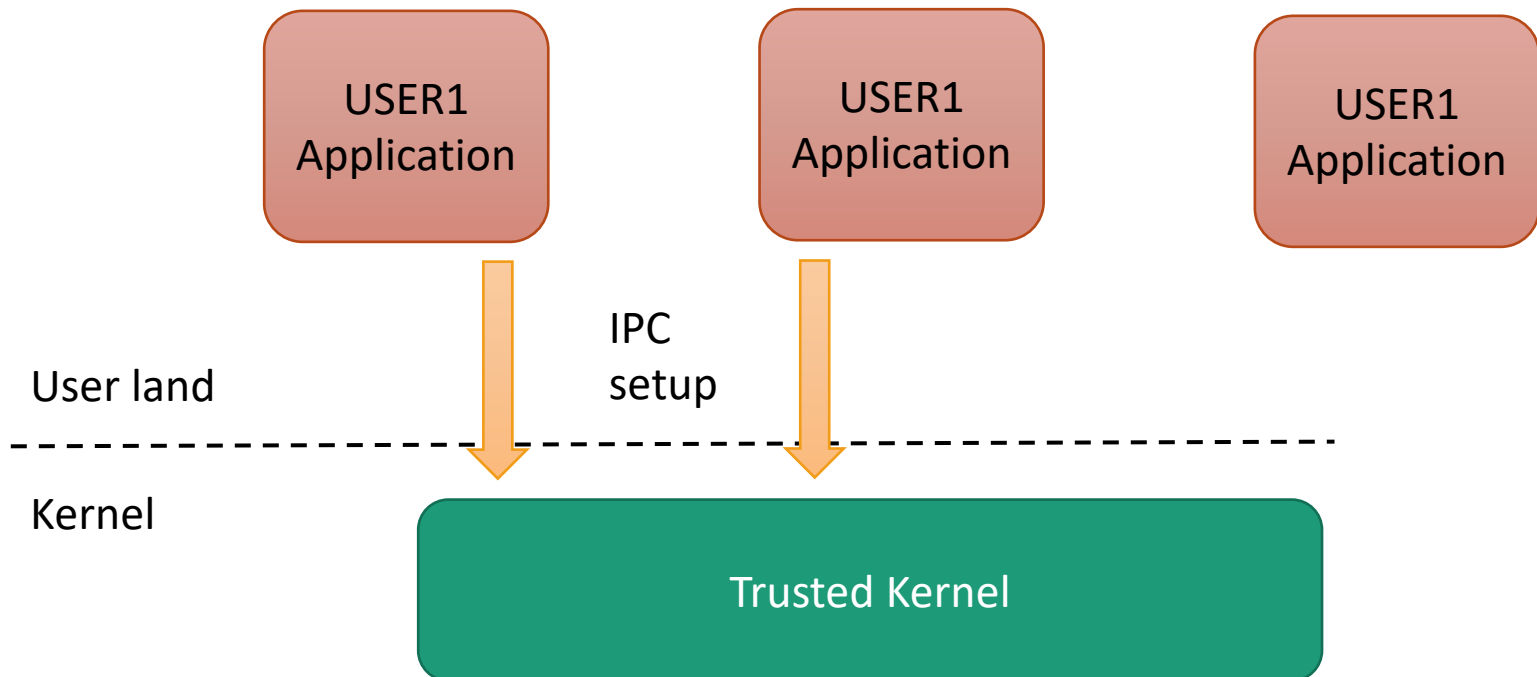 USER1
Application
USER1
Application
USER1
Application
IPC
setup
User land
Kernel
Trusted Kernel